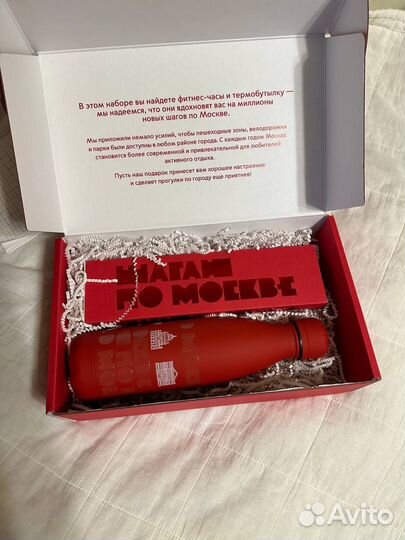 В этом наборе вы найдете фитнес-часы и термобутылку —
мы надеемся, что они вдохновят вас на миллионы
новых шагов по Москве.
Мы приложили немало усилий, чтобы пешеходные зоны, велодорожки
и парки были доступны в любом районе города. С каждым годом Москва
становится более современной и привлекательной для любителей
активного отдыха.
Пусть наш подарок принесет вам хорошее настроение
и сделает прогулки по городу еще приятнее!
ШАГАМИ
ПО МОСКВЕ
Avito